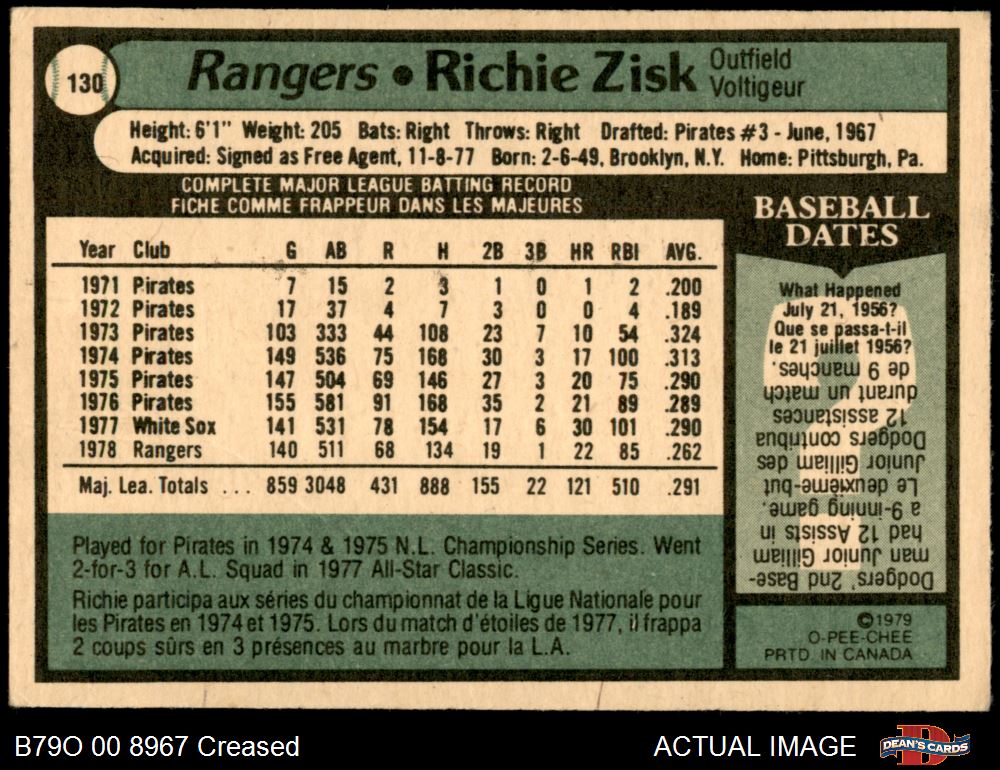 130
Rangers • Richie Zisk Outfield
Voltigeur
Height: 6'1" Weight: 205 Bats: Right Throws: Right Drafted: Pirates #3 - June, 1967
Acquired: Signed as Free Agent, 11-8-77 Born: 2-6-49, Brooklyn, N.Y. Home: Pittsburgh, Pa.
COMPLETE MAJOR LEAGUE BATTING RECORD
FICHE COMME FRAPPEUR DANS LES MAJEURES
Year Club G AB R H 2B 3B HR RBI AVG.
1971 Pirates 7 15 2 3 1 0 1 2 .200
1972 Pirates 17 37 4 7 3 0 0 4 .189
1973 Pirates 103 333 44 108 23 7 10 54 .324
1974 Pirates 149 536 75 168 30 3 17 100 .313
1975 Pirates 147 504 69 146 27 3 20 75 .290
1976 Pirates 155 581 91 168 35 2 21 89 .289
1977 White Sox 141 531 78 154 17 6 30 101 .290
1978 Rangers 140 511 68 134 19 1 22 85 .262
Maj. Lea. Totals ... 859 3048 431 888 155 22 121 510 .291
Played for Pirates in 1974 & 1975 N.L. Championship Series. Went
2-for-3 for A.L. Squad in 1977 All-Star Classic.
Richie participa aux séries du championnat de la Ligue Nationale pour
les Pirates en 1974 et 1975. Lors du match d'étoiles de 1977, il frappa
2 coups sûrs en 3 présences au marbre pour la L.A.
BASEBALL
DATES
What Happened
July 21, 1956?
Que se passa-t-il
le 21 juillet 1956?
Dodgers' 2nd Base-
man Junior Gilliam
had 12 Assists in
a 9-inning game.
Le deuxième-but
Junior Gilliam des
Dodgers contribua
12 assistances
durant un match
de 9 manches.
©1979
O-PEE-CHEE
PRTD. IN CANADA
B79O 00 8967 Creased
ACTUAL IMAGE
D
DEAN'S CARDS